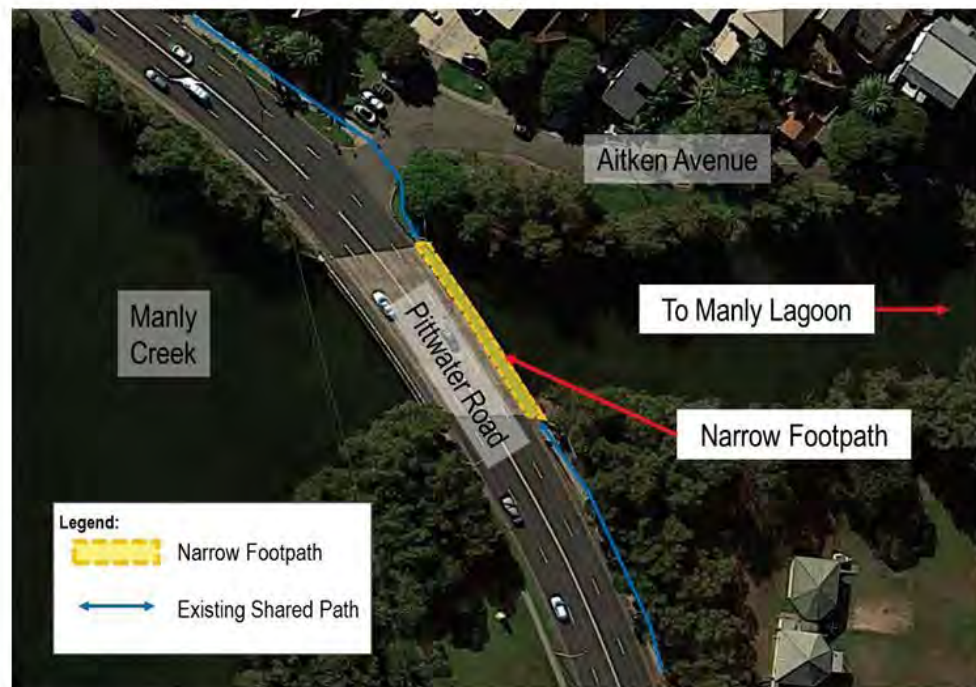 Aitken Avenue
To Manly Lagoon
Manly
Creek
Pittwater Road
Narrow Footpath
Legend:
Narrow Footpath
Existing Shared Path